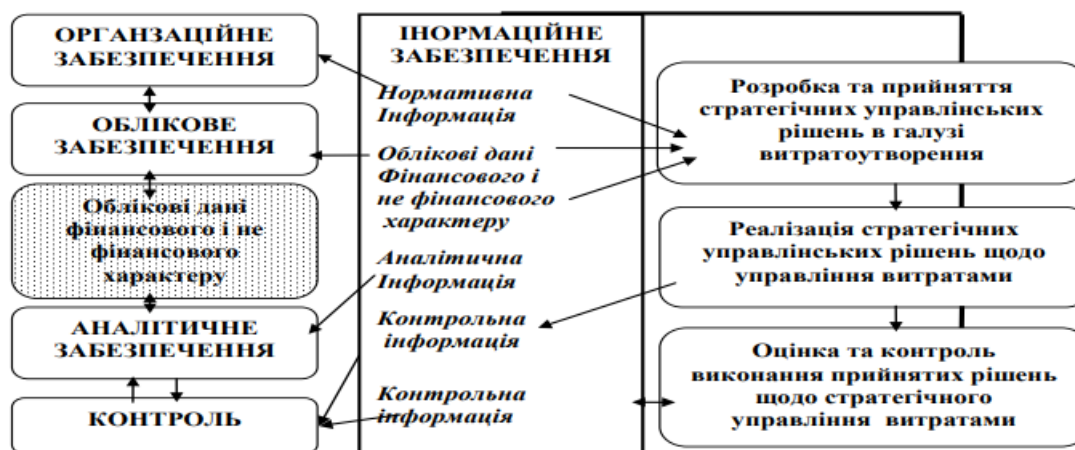 ОРГАНЗАЦІЙНЕ
ЗАБЕЗПЕЧЕННЯ
ОБЛІКОВЕ
ЗАБЕЗПЕЧЕННЯ
Облікові дані
фінансового і не
фінансового
характеру
АНАЛІТИЧНЕ
ЗАБЕЗПЕЧЕННЯ
КОНТРОЛЬ
ІНОРМАЦІЙНЕ
ЗАБЕЗПЕЧЕННЯ
Нормативна
Інформація
Облікові дані
Фінансового і
не фінансового
характеру
Аналітична
Інформація
Контрольна
інформація
Контрольна
інформація
Розробка та прийняття
стратегічних управлінських
рішень в галузі
витратоутворення
Реалізація стратегічних
управлінських рішень щодо
управління витратами
Оцінка та контроль
виконання прийнятих рішень
щодо стратегічного
управління витратами